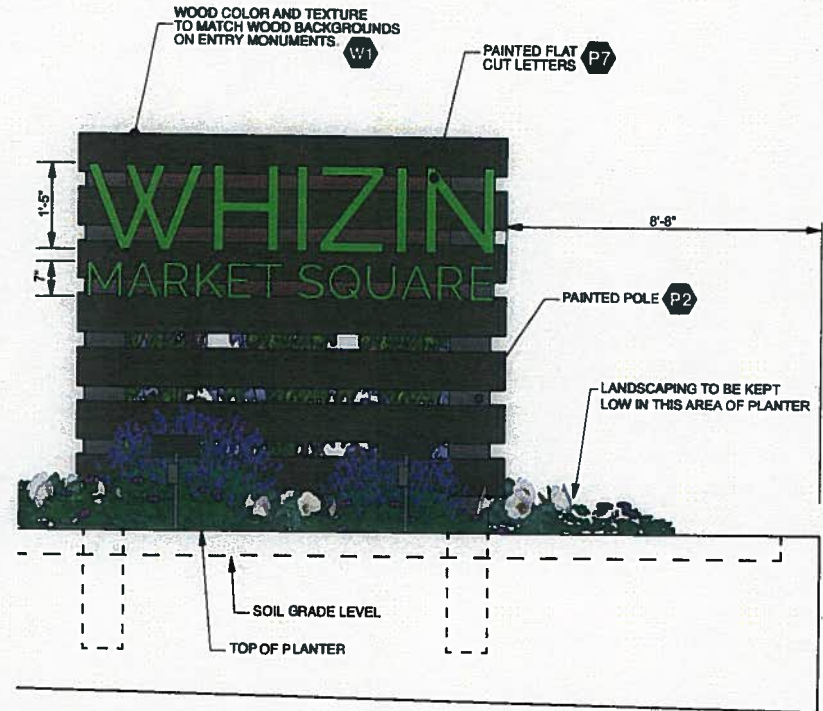 WOOD COLOR AND TEXTURE
TO MATCH WOOD BACKGROUNDS
ON ENTRY MONUMENTS.
W1
PAINTED FLAT
CUT LETTERS
P7
1'-5"
WHIZIN
8'-8"
7"
MARKET SQUARE
PAINTED POLE P2
LANDSCAPING TO BE KEPT
LOW IN THIS AREA OF PLANTER
SOIL GRADE LEVEL
TOP OF PLANTER